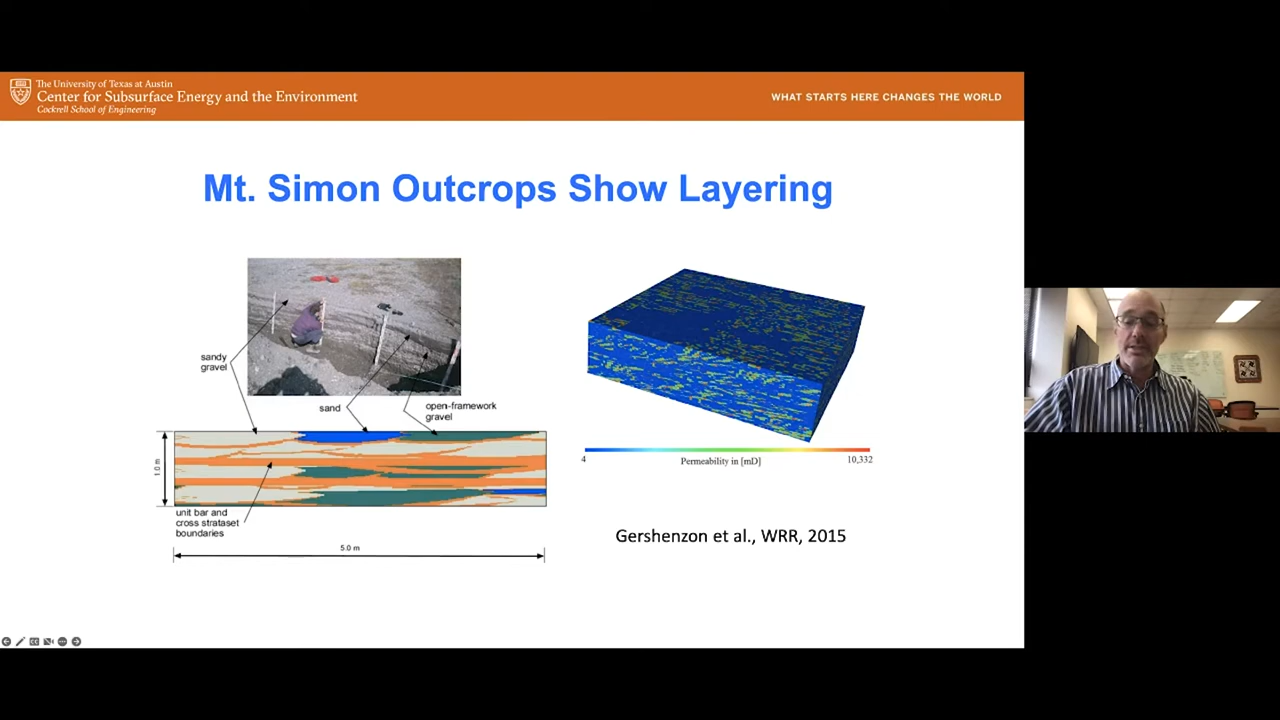 The University of Texas at Austin
Center for Subsurface Energy and the Environment
Cockrell School of Engineering
WHAT STARTS HERE CHANGES THE WORLD
Mt. Simon Outcrops Show Layering
sandy
gravel
sand
open-framework
gravel
1.0 m
unit bar and
cross strataset
boundaries
5.0 m
4
Permeability in [mD]
10,332
Gershenzon et al., WRR, 2015